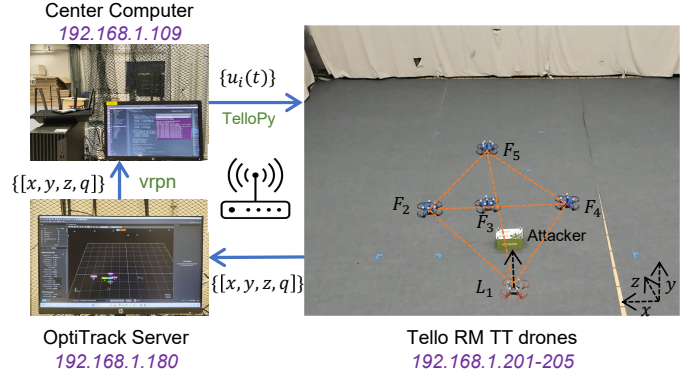 Center Computer
192.168.1.109
{u_i(t)}
TelloPy
{[x, y, z, q]}
vrpn
{[x, y, z, q]}
OptiTrack Server
192.168.1.180
F_5
F_2
F_3
F_4
Attacker
L_1
z
y
x
Tello RM TT drones
192.168.1.201-205